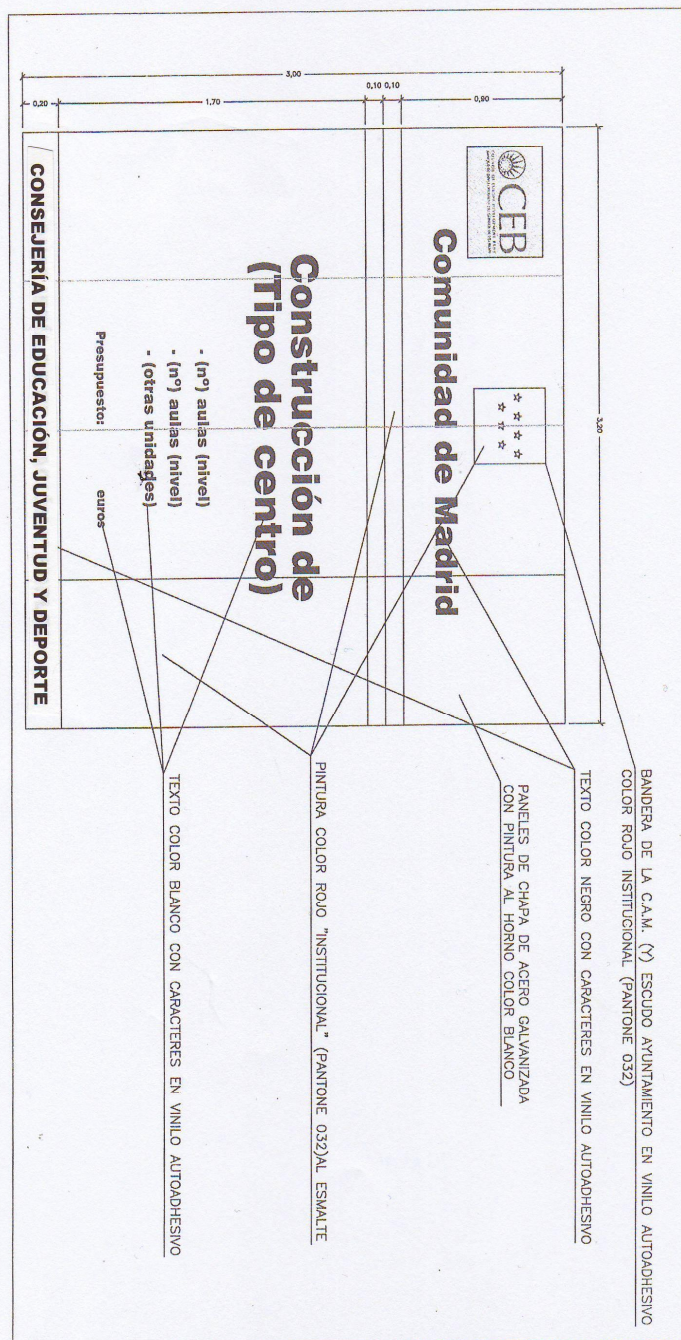 BANDERA DE LA C.A.M. (Y) ESCUDO AYUNTAMIENTO EN VINILO AUTOADHESIVO
COLOR ROJO INSTITUCIONAL (PANTONE 032)
TEXTO COLOR NEGRO CON CARACTERES EN VINILO AUTOADHESIVO
PANELES DE CHAPA DE ACERO GALVANIZADA
CON PINTURA AL HORNO COLOR BLANCO
PINTURA COLOR ROJO "INSTITUCIONAL" (PANTONE 032)AL ESMALTE
TEXTO COLOR BLANCO CON CARACTERES EN VINILO AUTOADHESIVO
3,20
3,00
0,90
0,10
0,10
1,70
0,20
CEB
Comunidad de Madrid
Construcción de
(Tipo de centro)
- (nº) aulas (nivel)
- (nº) aulas (nivel)
- (otras unidades)
Presupuesto: euros
CONSEJERÍA DE EDUCACIÓN, JUVENTUD Y DEPORTE